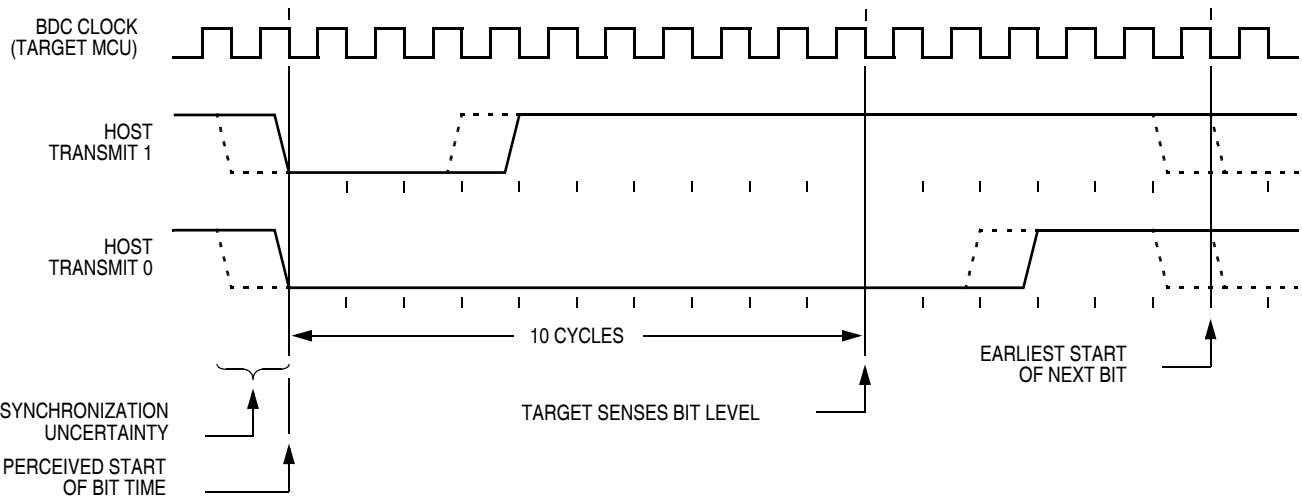 BDC CLOCK
(TARGET MCU)
HOST
TRANSMIT 1
HOST
TRANSMIT 0
10 CYCLES
EARLIEST START
OF NEXT BIT
SYNCHRONIZATION
UNCERTAINTY
TARGET SENSES BIT LEVEL
PERCEIVED START
OF BIT TIME